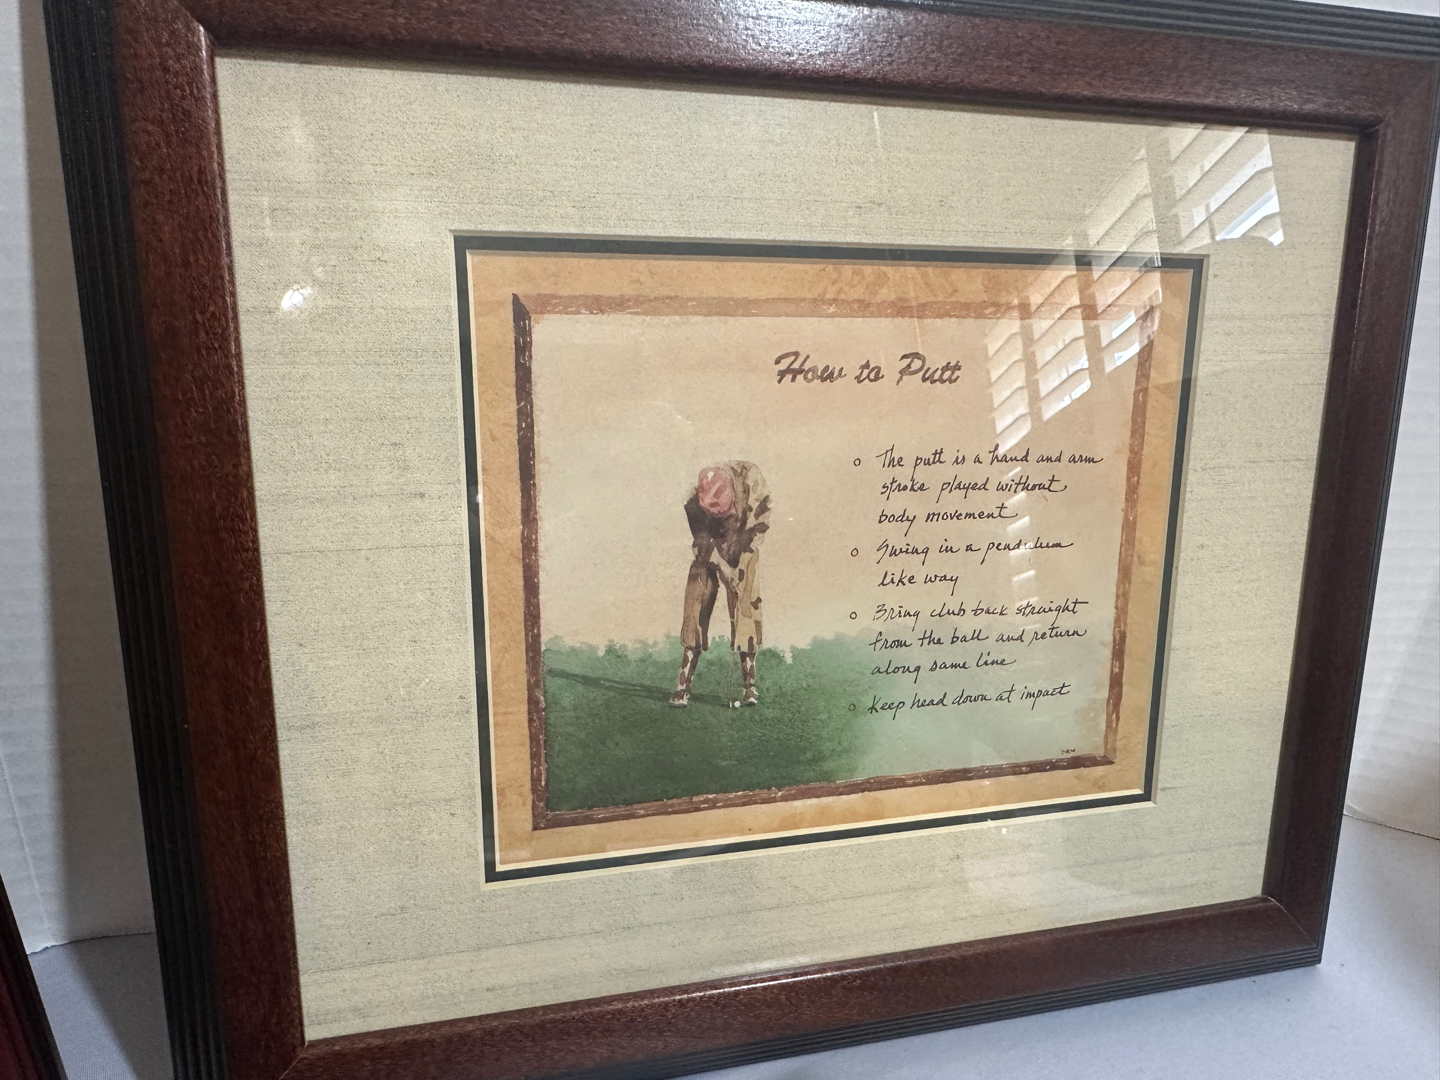 How to Putt
o The putt is a hand and arm
stroke played without
body movement
o Swing in a pendulum
like way
o Bring club back straight
from the ball and return
along same line
o Keep head down at impact